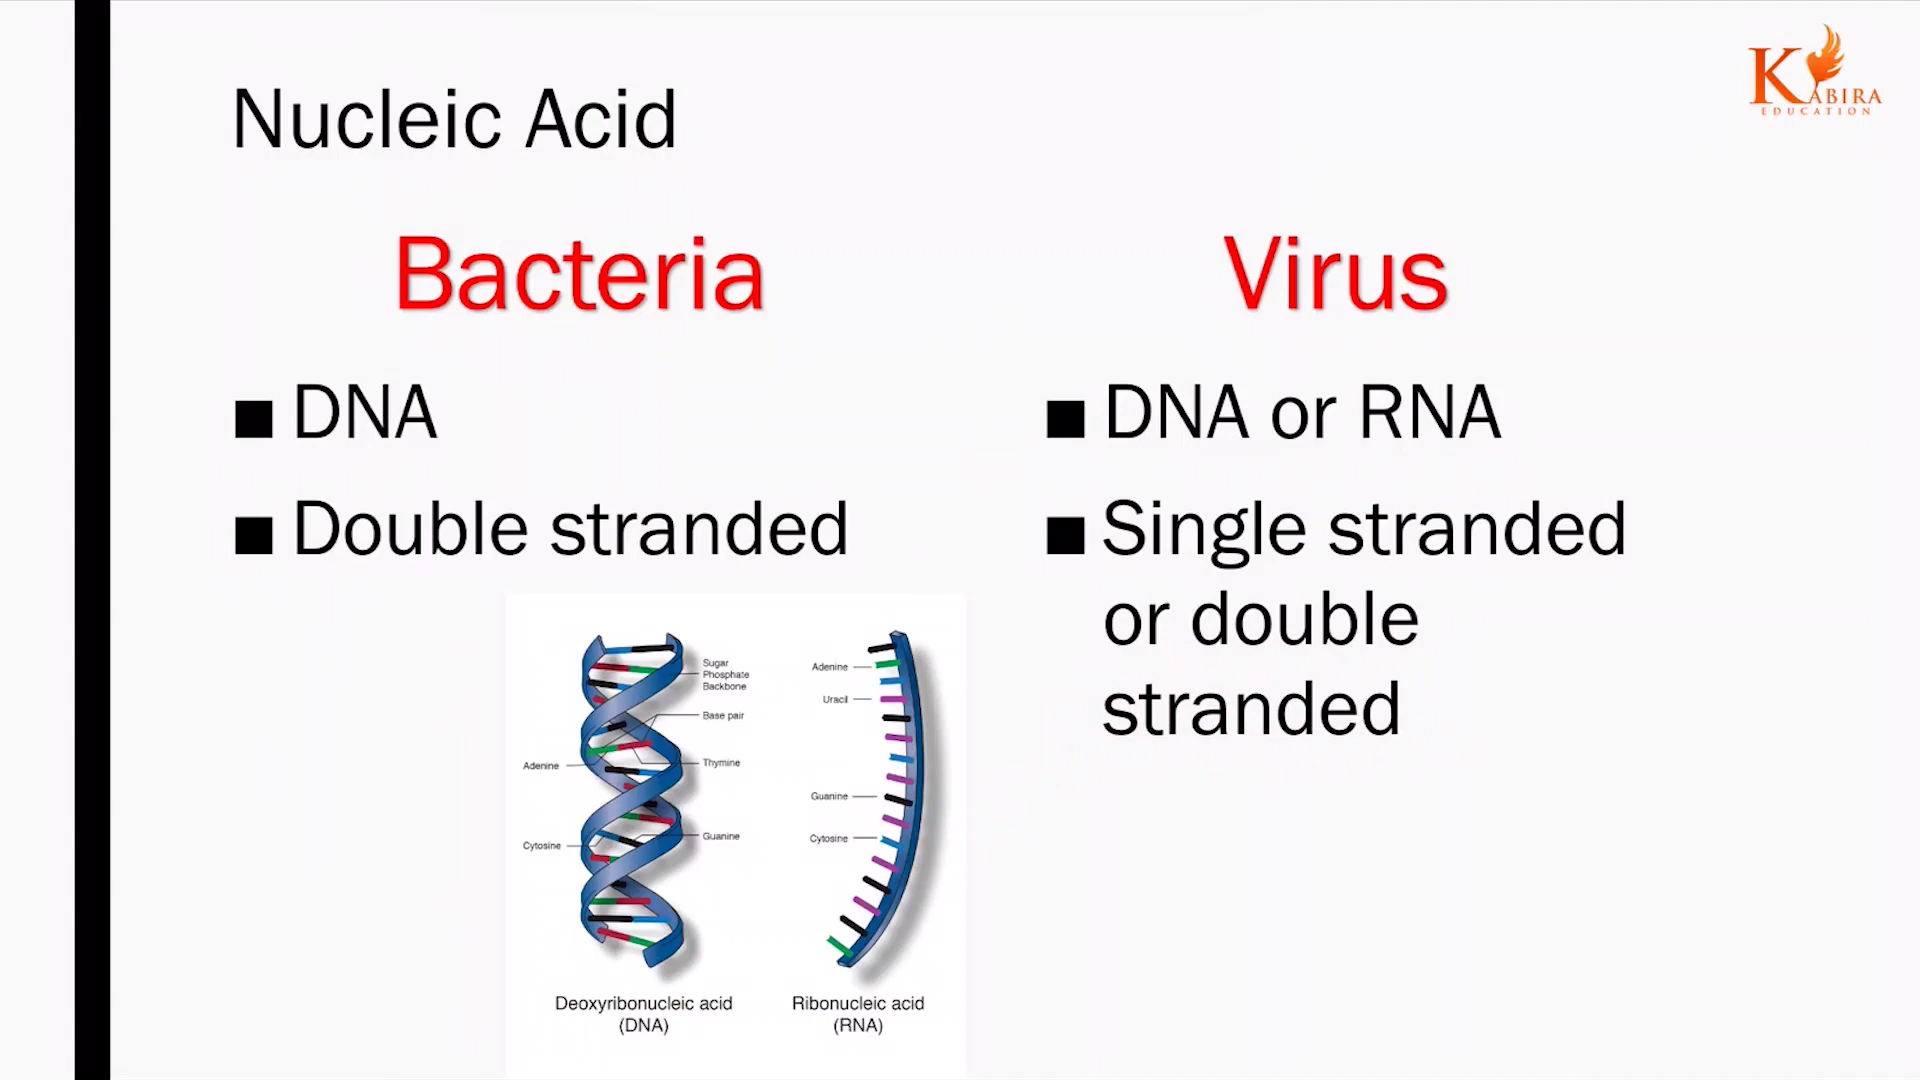 KABIRA
EDUCATION
Nucleic Acid
Bacteria
■ DNA
■ Double stranded
Virus
■ DNA or RNA
■ Single stranded
or double
stranded
Sugar
Phosphate
Backbone
Base pair
Adenine
Thymine
Cytosine
Guanine
Deoxyribonucleic acid
(DNA)
Adenine
Uracil
Guanine
Cytosine
Ribonucleic acid
(RNA)